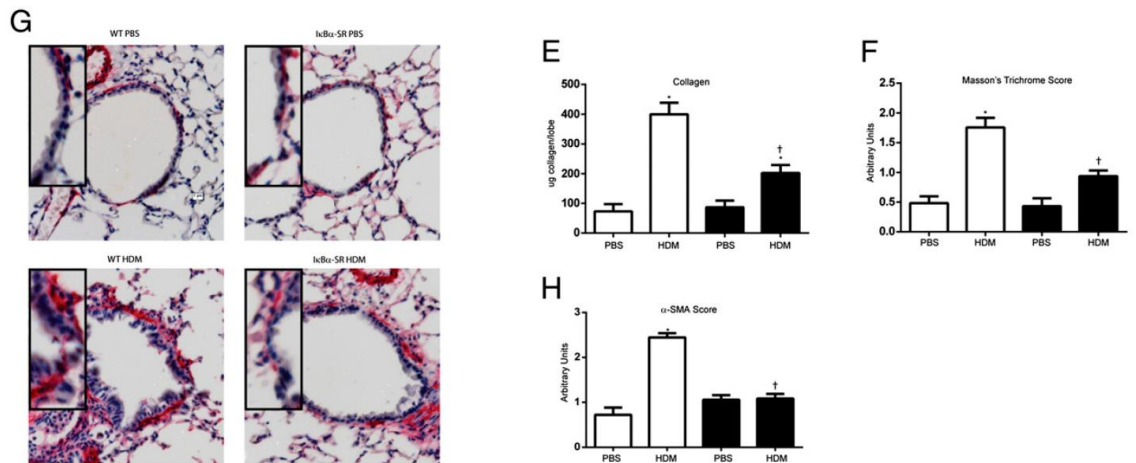 G
WT PBS
IκBα-SR PBS
WT HDM
IκBα-SR HDM
E
Collagen
ug collagen/lobe
500
400
300
200
100
0
*
†
*
PBS HDM PBS HDM
F
Masson's Trichrome Score
Arbitrary Units
2.5
2.0
1.5
1.0
0.5
0.0
*
†
PBS HDM PBS HDM
H
α-SMA Score
Arbitrary Units
3
2
1
0
*
†
PBS HDM PBS HDM